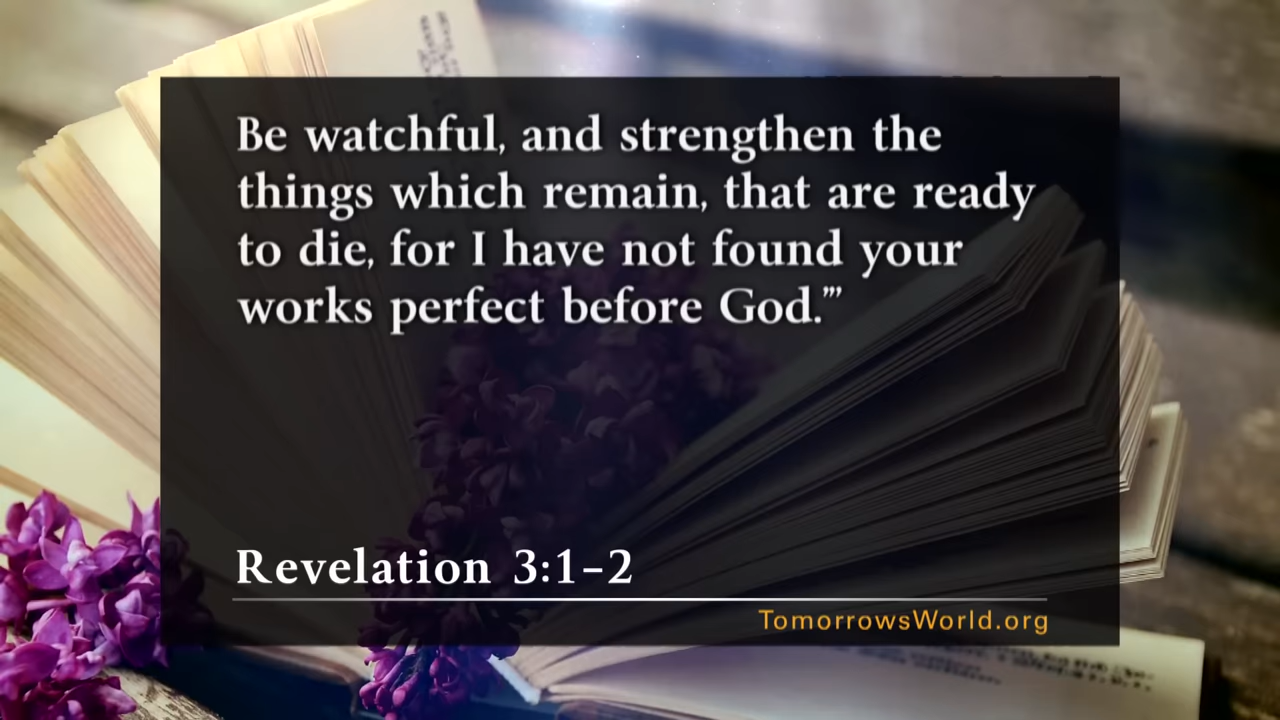 Be watchful, and strengthen the
things which remain, that are ready
to die, for I have not found your
works perfect before God.’”
Revelation 3:1–2
TomorrowsWorld.org